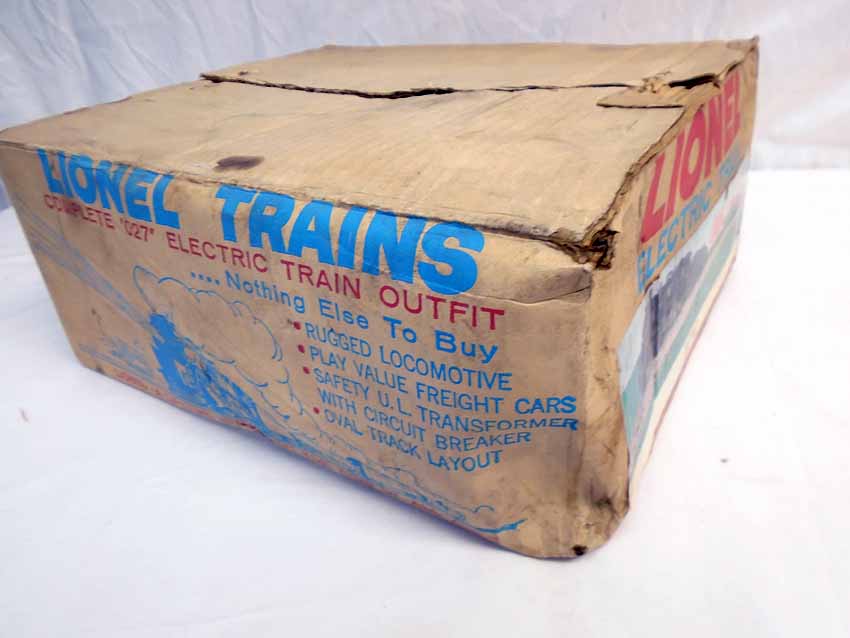 LIONEL TRAINS
COMPLETE "027" ELECTRIC TRAIN OUTFIT
.... Nothing Else To Buy
• RUGGED LOCOMOTIVE
• PLAY VALUE FREIGHT CARS
• SAFETY U.L. TRANSFORMER
WITH CIRCUIT BREAKER
• OVAL TRACK LAYOUT
LIONEL
ELECTRIC